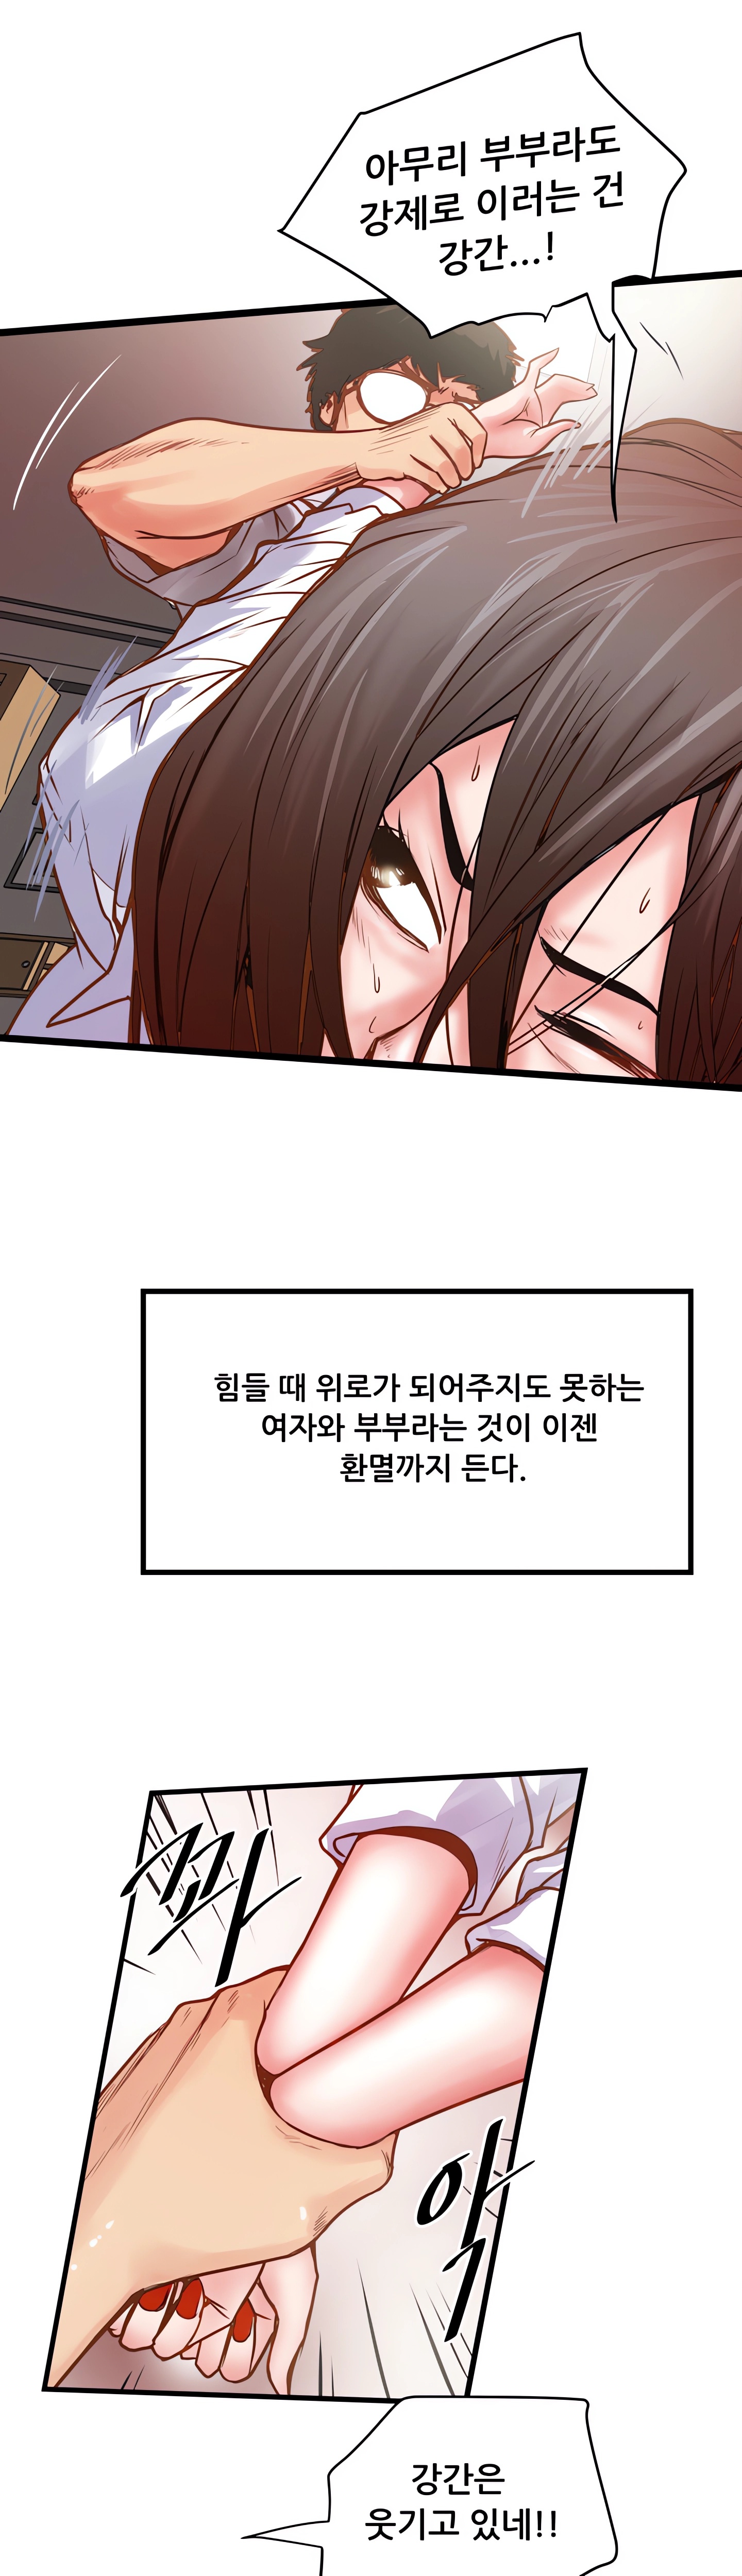 아무리 부부라도
강제로 이러는 건
강간...!
힘들 때 위로가 되어주지도 못하는
여자와 부부라는 것이 이젠
환멸까지 든다.
꽈
악
강간은
웃기고 있네!!